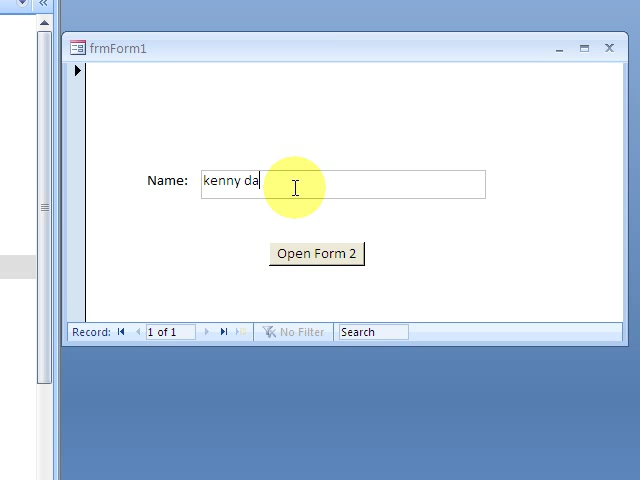 frmForm1
Name: kenny da
Open Form 2
Record: 1 of 1 No Filter Search